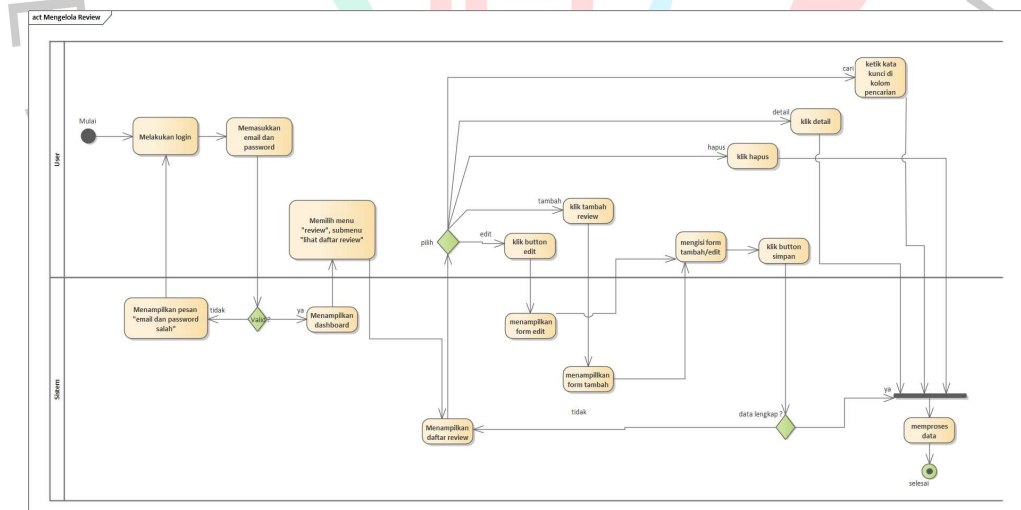 act Mengelola Review
User
Mulai
Melakukan login
Memasukkan
email dan
password
Memilih menu
"review", submenu
"lihat daftar review"
pilih
edit
klik button
edit
tambah
klik tambah
review
hapus
klik hapus
detail
klik detail
cari
ketik kata
kunci di
kolom
pencarian
mengisi form
tambah/edit
klik button
simpan
Sistem
Menampilkan pesan
"email dan password
salah"
tidak
valid ?
ya
Menampilkan
dashboard
menampilkan
form edit
menampillkan
form tambah
Menampilkan
daftar review
tidak
data lengkap ?
ya
memproses
data
selesai